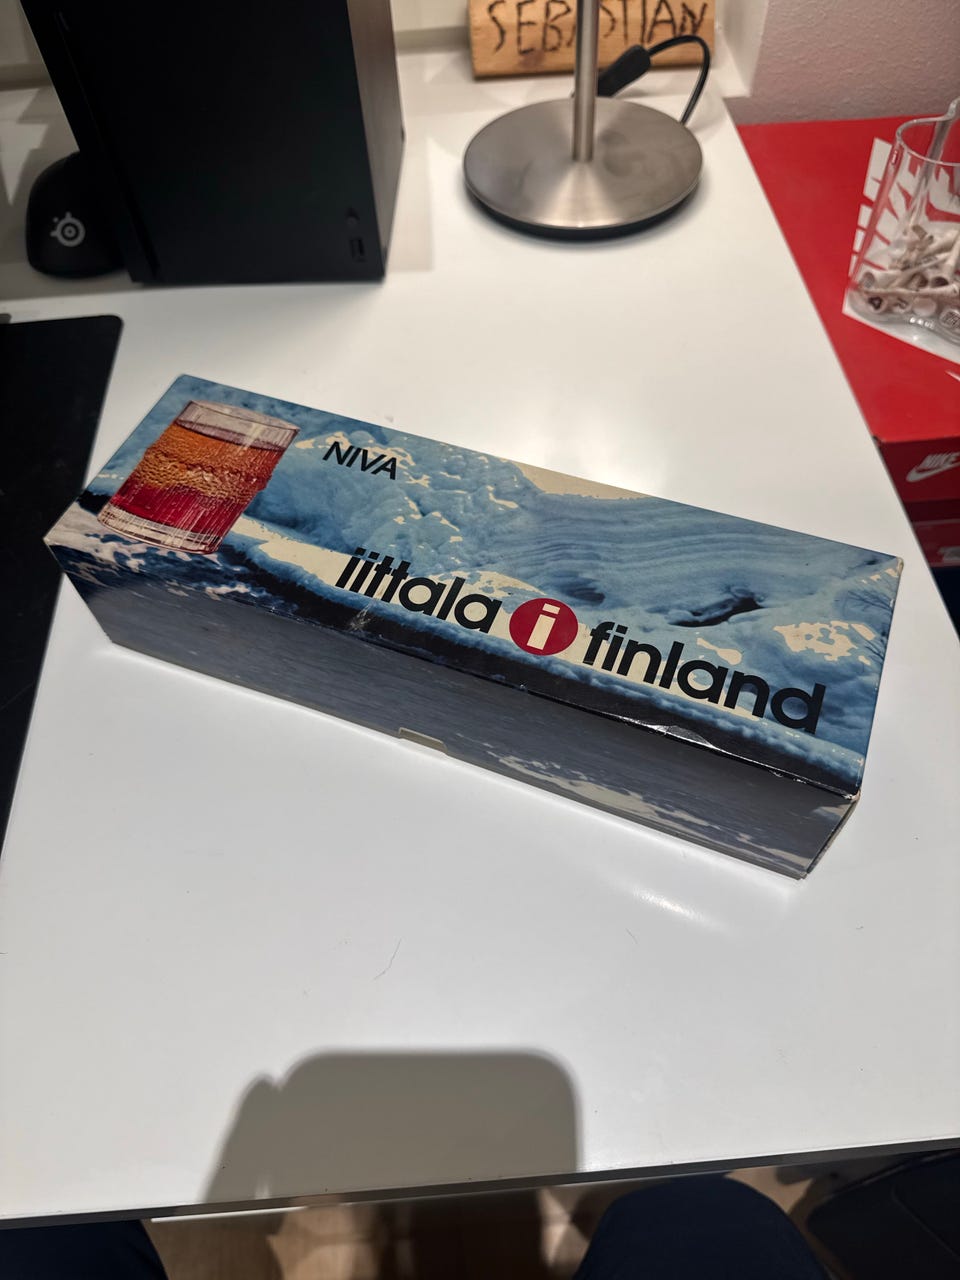 SEBASTIAN
NIVA
iittala i finland
NIKE